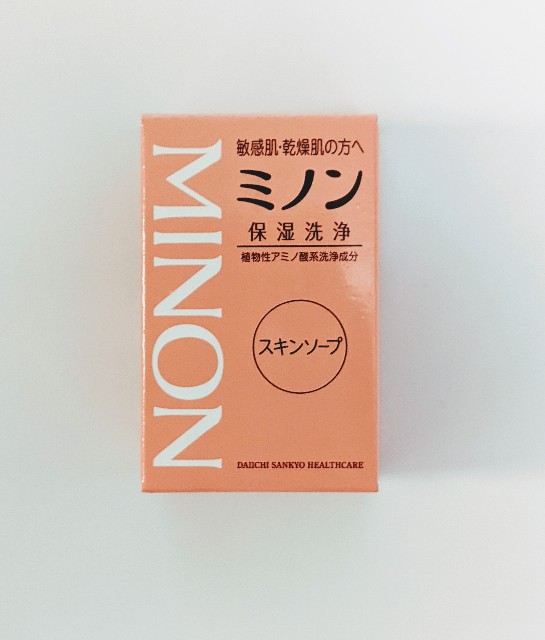 MINON
敏感肌・乾燥肌の方へ
ミノン
保湿洗浄
植物性アミノ酸系洗浄成分
スキンソープ
DAIICHI SANKYO HEALTHCARE